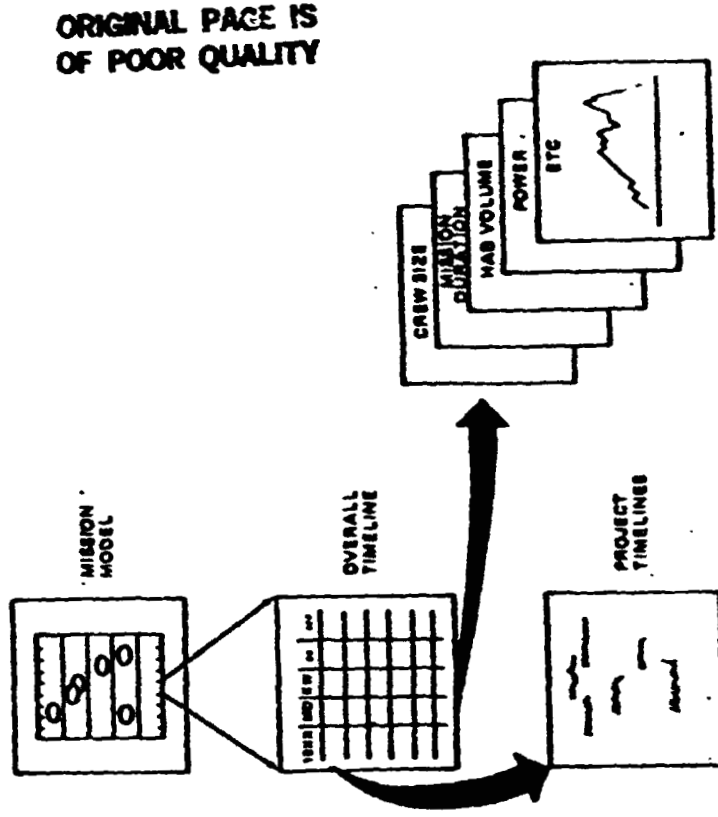 ORIGINAL PAGE IS
OF POOR QUALITY
MISSION
MODEL
OVERALL
TIMELINE
PROJECT
TIMELINES
CREW SIZE
MISSION
DURATION
HAB VOLUME
POWER
ETC